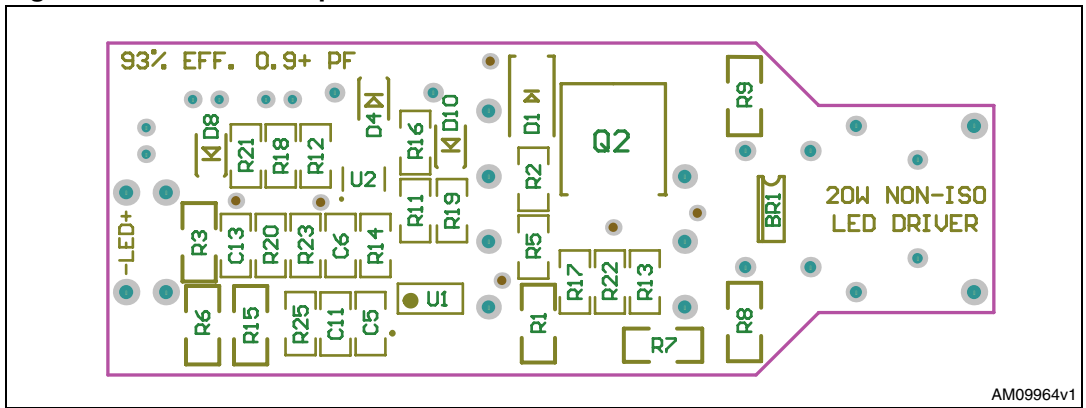 93% EFF. 0.9+ PF
D8
R21
R18
R12
D4
R16
D10
D1
Q2
R9
U2
R2
R11
R19
BR1
20W NON-ISO
LED DRIVER
-LED+
R3
C13
R20
R23
C6
R14
R5
R17
R22
R13
R6
R15
R25
C11
C5
U1
R1
R7
R8
AM09964v1